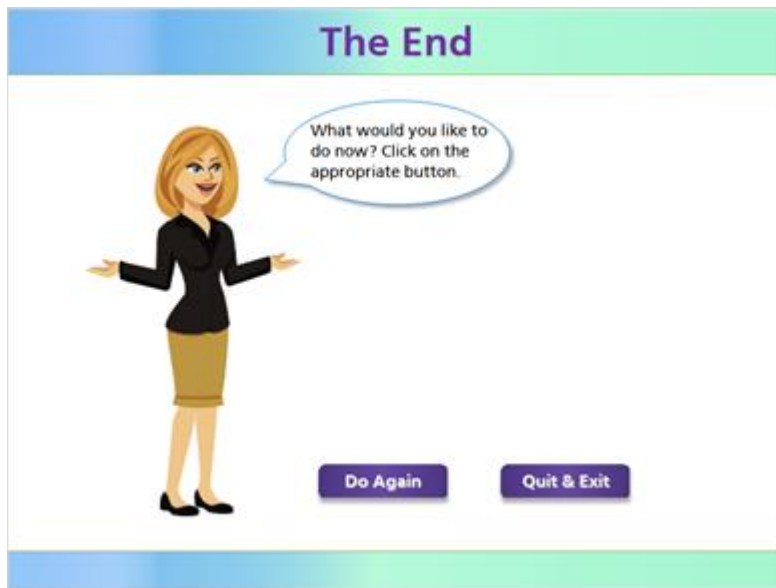 The End
What would you like to
do now? Click on the
appropriate button.
Do Again
Quit & Exit